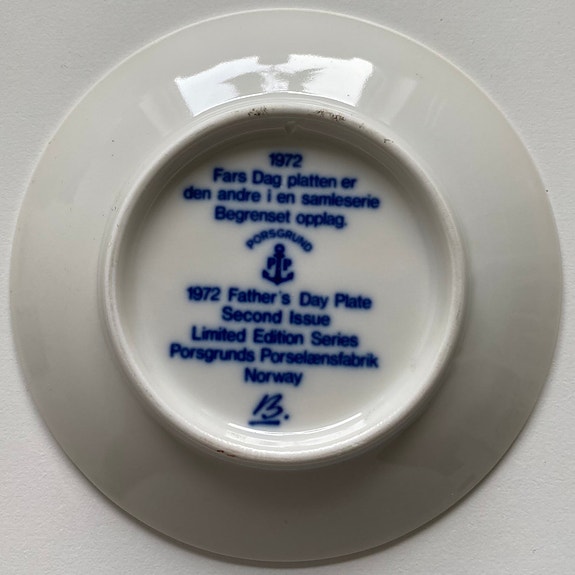 1972
Fars Dag platten er
den andre i en samleserie
Begrenset opplag.
PORSGRUND
P P
1972 Father's Day Plate
Second Issue
Limited Edition Series
Porsgrunds Porselænsfabrik
Norway
B.